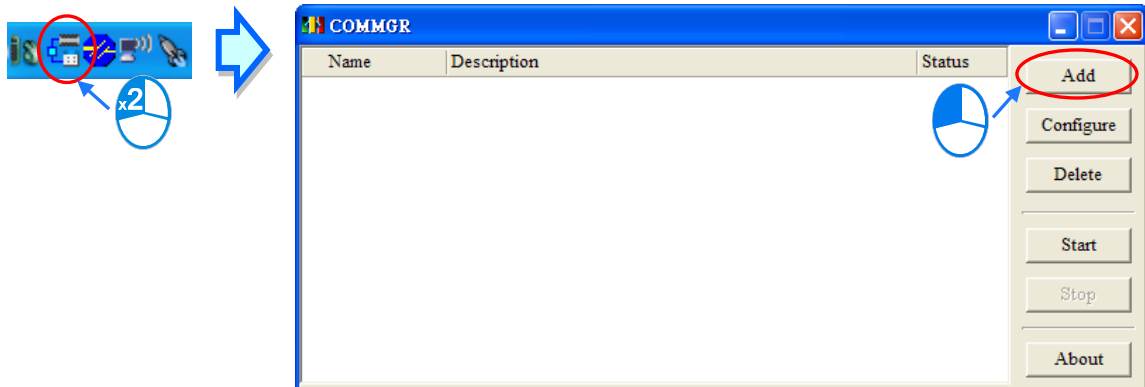 COMMGR
Name Description Status
Add
Configure
Delete
Start
Stop
About
x2